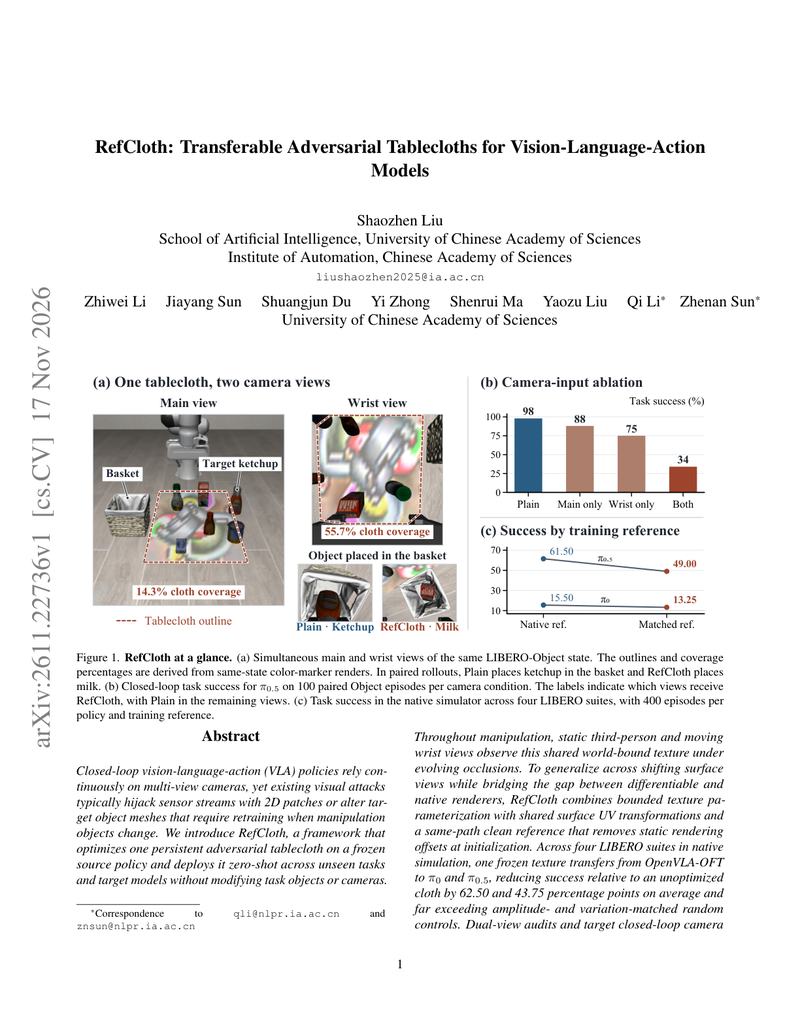 RefCloth: Transferable Adversarial Tablecloths for Vision-Language-Action
Models
Shaozhen Liu
School of Artificial Intelligence, University of Chinese Academy of Sciences
Institute of Automation, Chinese Academy of Sciences
liushaozhen2025@ia.ac.cn
Zhiwei Li Jiayang Sun Shuangjun Du Yi Zhong Shenrui Ma Yaozu Liu Qi Li* Zhenan Sun*
University of Chinese Academy of Sciences
arXiv:2611.22736v1 [cs.CV] 17 Nov 2026
(a) One tablecloth, two camera views
Main view
Wrist view
Basket
Target ketchup
14.3% cloth coverage
55.7% cloth coverage
Tablecloth outline
Object placed in the basket
Plain · Ketchup RefCloth · Milk
(b) Camera-input ablation
Task success (%)
100
75
50
25
0
98
88
75
34
Plain Main only Wrist only Both
(c) Success by training reference
70
50
30
10
61.50 π0.5 49.00
15.50 π0 13.25
Native ref. Matched ref.
Figure 1. RefCloth at a glance. (a) Simultaneous main and wrist views of the same LIBERO-Object state. The outlines and coverage
percentages are derived from same-state color-marker renders. In paired rollouts, Plain places ketchup in the basket and RefCloth places
milk. (b) Closed-loop task success for π0.5 on 100 paired Object episodes per camera condition. The labels indicate which views receive
RefCloth, with Plain in the remaining views. (c) Task success in the native simulator across four LIBERO suites, with 400 episodes per
policy and training reference.
Abstract
Closed-loop vision-language-action (VLA) policies rely con-
tinuously on multi-view cameras, yet existing visual attacks
typically hijack sensor streams with 2D patches or alter tar-
get object meshes that require retraining when manipulation
objects change. We introduce RefCloth, a framework that
optimizes one persistent adversarial tablecloth on a frozen
source policy and deploys it zero-shot across unseen tasks
and target models without modifying task objects or cameras.
*Correspondence to qli@nlpr.ia.ac.cn and
znsun@nlpr.ia.ac.cn
Throughout manipulation, static third-person and moving
wrist views observe this shared world-bound texture under
evolving occlusions. To generalize across shifting surface
views while bridging the gap between differentiable and
native renderers, RefCloth combines bounded texture pa-
rameterization with shared surface UV transformations and
a same-path clean reference that removes static rendering
offsets at initialization. Across four LIBERO suites in native
simulation, one frozen texture transfers from OpenVLA-OFT
to π0 and π0.5, reducing success relative to an unoptimized
cloth by 62.50 and 43.75 percentage points on average and
far exceeding amplitude- and variation-matched random
controls. Dual-view audits and target closed-loop camera
1